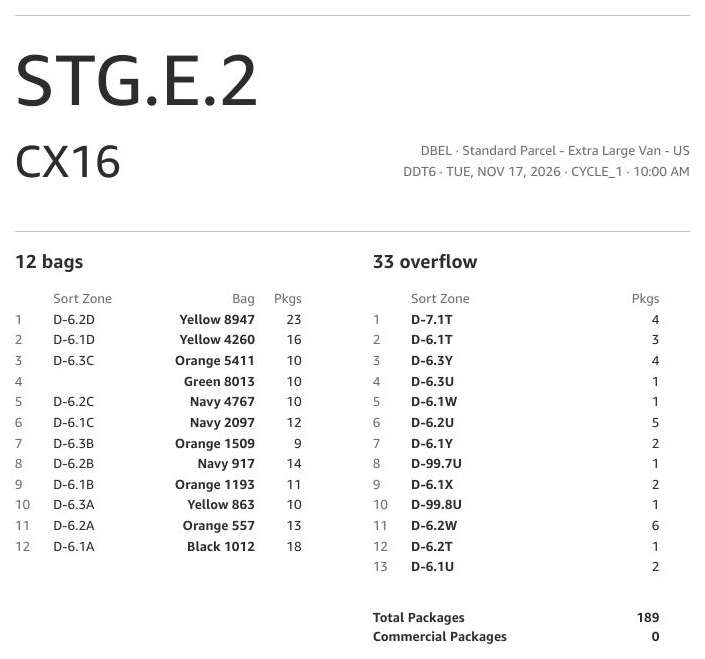 STG.E.2
CX16
DBEL · Standard Parcel - Extra Large Van - US
DDT6 · TUE, NOV 17, 2026 · CYCLE_1 · 10:00 AM
12 bags
Sort Zone Bag Pkgs
1 D-6.2D Yellow 8947 23
2 D-6.1D Yellow 4260 16
3 D-6.3C Orange 5411 10
4 Green 8013 10
5 D-6.2C Navy 4767 10
6 D-6.1C Navy 2097 12
7 D-6.3B Orange 1509 9
8 D-6.2B Navy 917 14
9 D-6.1B Orange 1193 11
10 D-6.3A Yellow 863 10
11 D-6.2A Orange 557 13
12 D-6.1A Black 1012 18
33 overflow
Sort Zone Pkgs
1 D-7.1T 4
2 D-6.1T 3
3 D-6.3Y 4
4 D-6.3U 1
5 D-6.1W 1
6 D-6.2U 5
7 D-6.1Y 2
8 D-99.7U 1
9 D-6.1X 2
10 D-99.8U 1
11 D-6.2W 6
12 D-6.2T 1
13 D-6.1U 2
Total Packages 189
Commercial Packages 0